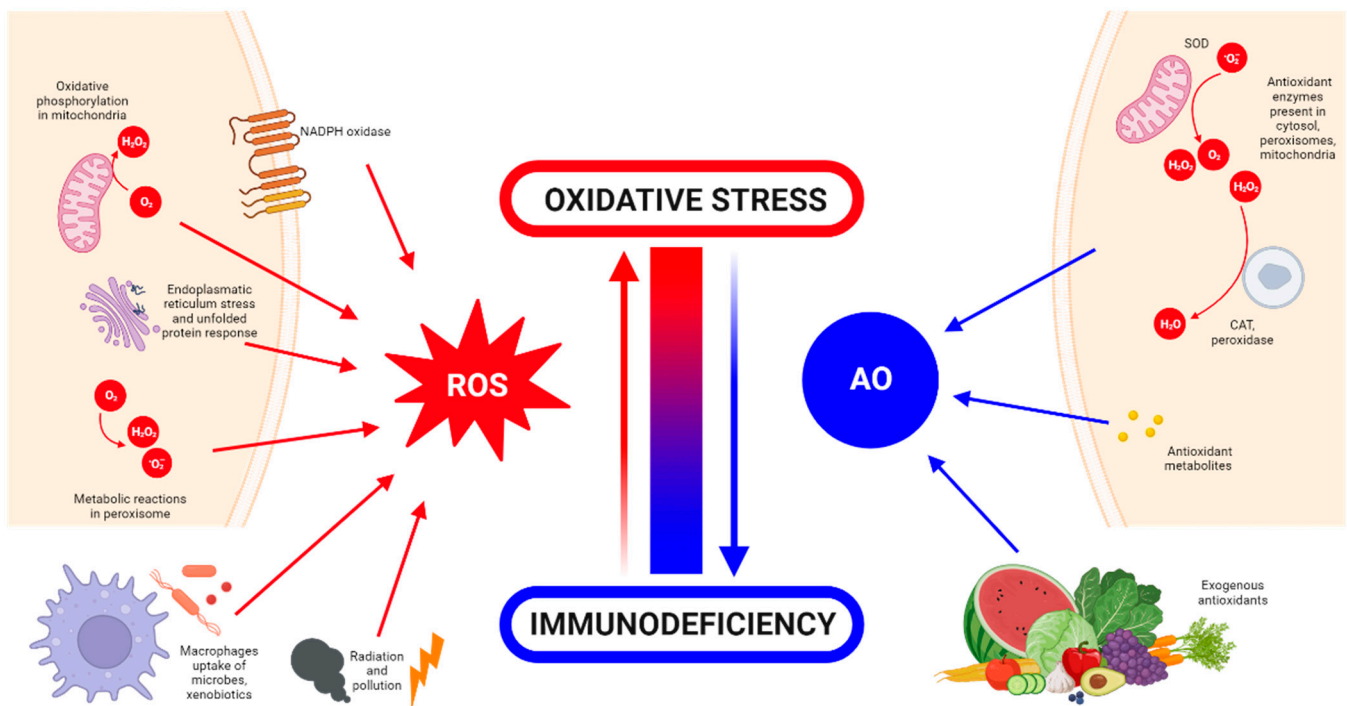 Oxidative
phosphorylation
in mitochondria
H₂O₂
O₂
NADPH oxidase
Endoplasmatic
reticulum stress
and unfolded
protein response
O₂
H₂O₂
·O₂⁻
Metabolic reactions
in peroxisome
Macrophages
uptake of
microbes,
xenobiotics
Radiation
and
pollution
ROS
OXIDATIVE STRESS
IMMUNODEFICIENCY
AO
SOD
·O₂⁻
Antioxidant
enzymes
present in
cytosol,
peroxisomes,
mitochondria
O₂
H₂O₂
H₂O₂
H₂O
CAT,
peroxidase
Antioxidant
metabolites
Exogenous
antioxidants